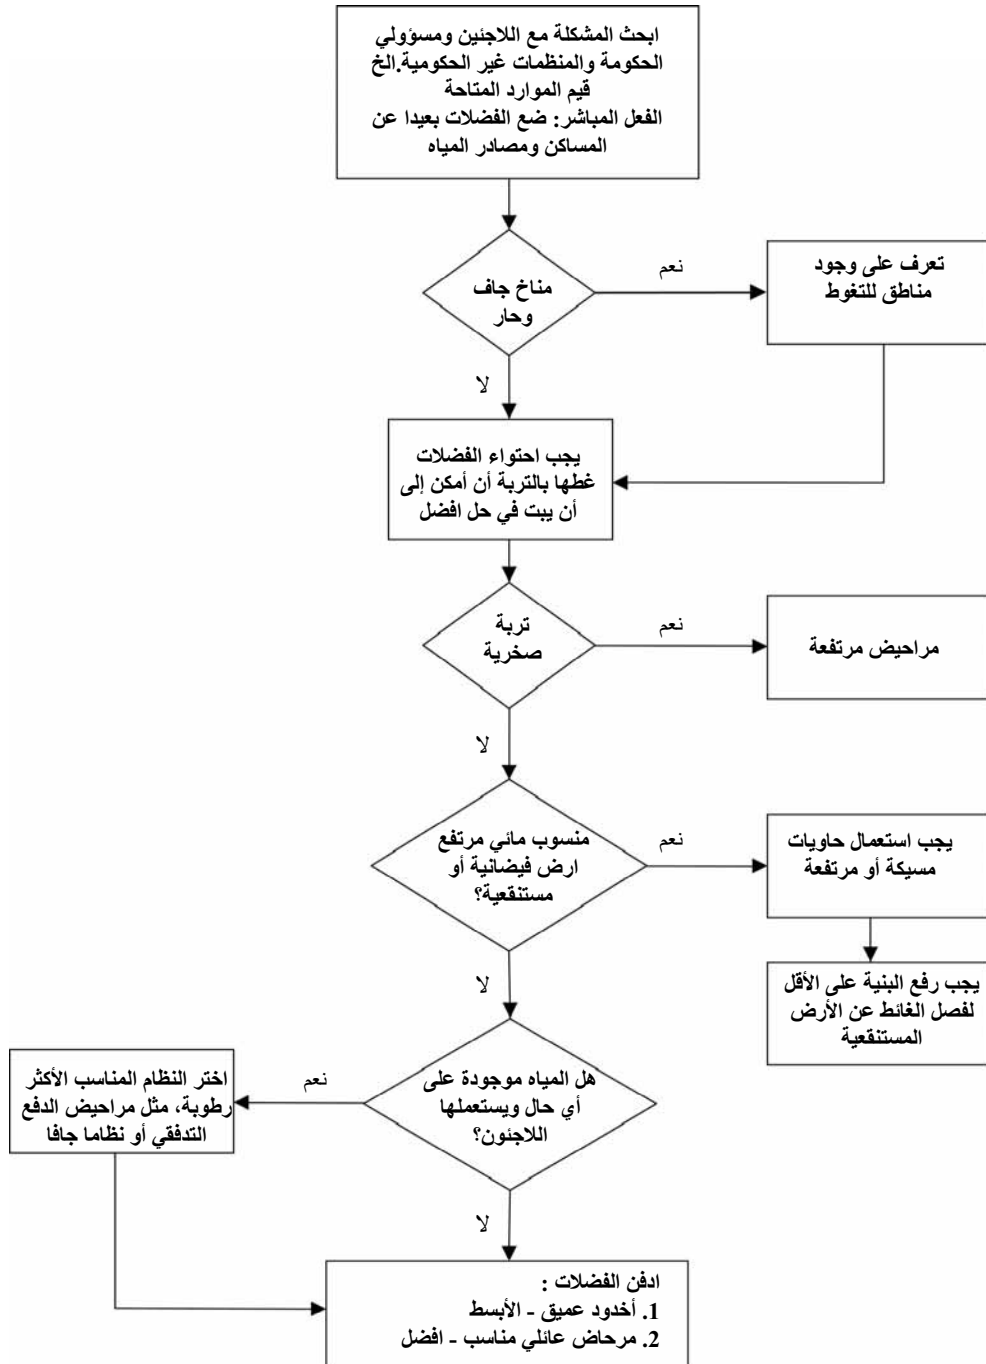 ابحث المشكلة مع اللاجئين ومسؤولي
الحكومة والمنظمات غير الحكومية.الخ
قيم الموارد المتاحة
الفعل المباشر: ضع الفضلات بعيدا عن
المساكن ومصادر المياه
مناخ جاف
وحار
نعم
تعرف على وجود
مناطق للتغوط
لا
يجب احتواء الفضلات
غطها بالتربة أن أمكن إلى
أن يبت في حل افضل
تربة
صخرية
نعم
مراحيض مرتفعة
لا
منسوب مائي مرتفع
ارض فيضانية أو
مستنقعية؟
نعم
يجب استعمال حاويات
مسيكة أو مرتفعة
يجب رفع البنية على الأقل
لفصل الغائط عن الأرض
المستنقعية
لا
هل المياه موجودة على
أي حال ويستعملها
اللاجئون؟
نعم
اختر النظام المناسب الأكثر
رطوبة، مثل مراحيض الدفع
التدفقي أو نظاما جافا
لا
ادفن الفضلات :
1. أخدود عميق - الأبسط
2. مرحاض عائلي مناسب - افضل